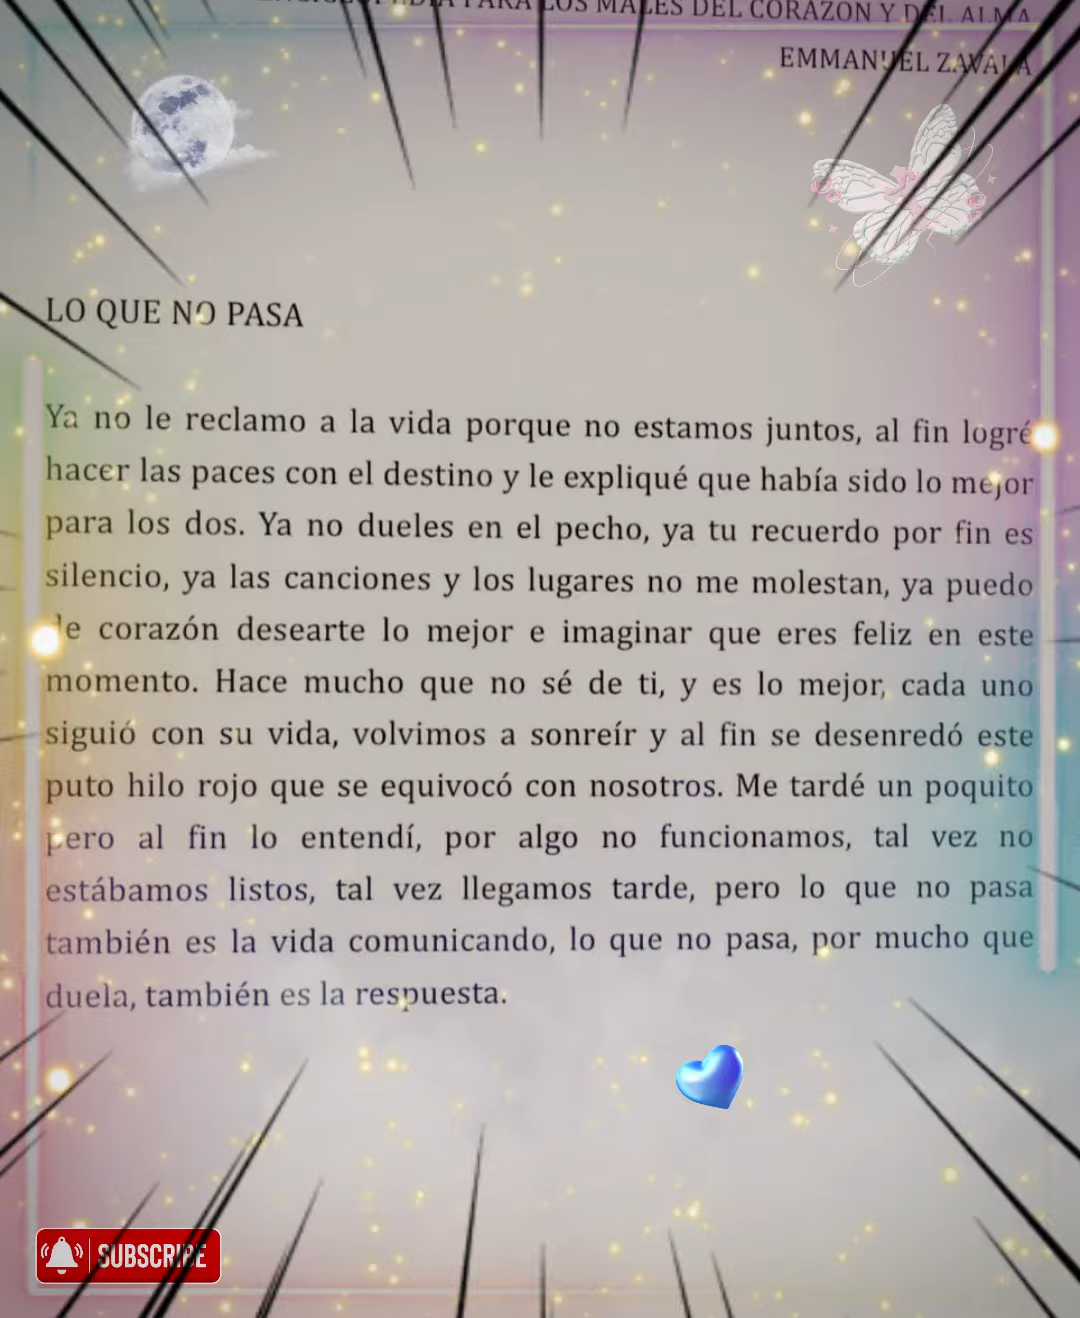 PARA LOS MALES DEL CORAZÓN Y DEL ALMA
EMMANUEL ZAVALA
LO QUE NO PASA
Ya no le reclamo a la vida porque no estamos juntos, al fin logré
hacer las paces con el destino y le expliqué que había sido lo mejor
para los dos. Ya no dueles en el pecho, ya tu recuerdo por fin es
silencio, ya las canciones y los lugares no me molestan, ya puedo
de corazón desearte lo mejor e imaginar que eres feliz en este
momento. Hace mucho que no sé de ti, y es lo mejor, cada uno
siguió con su vida, volvimos a sonreír y al fin se desenredó este
puto hilo rojo que se equivocó con nosotros. Me tardé un poquito
pero al fin lo entendí, por algo no funcionamos, tal vez no
estábamos listos, tal vez llegamos tarde, pero lo que no pasa
también es la vida comunicando, lo que no pasa, por mucho que
duela, también es la respuesta.
SUBSCRIBE